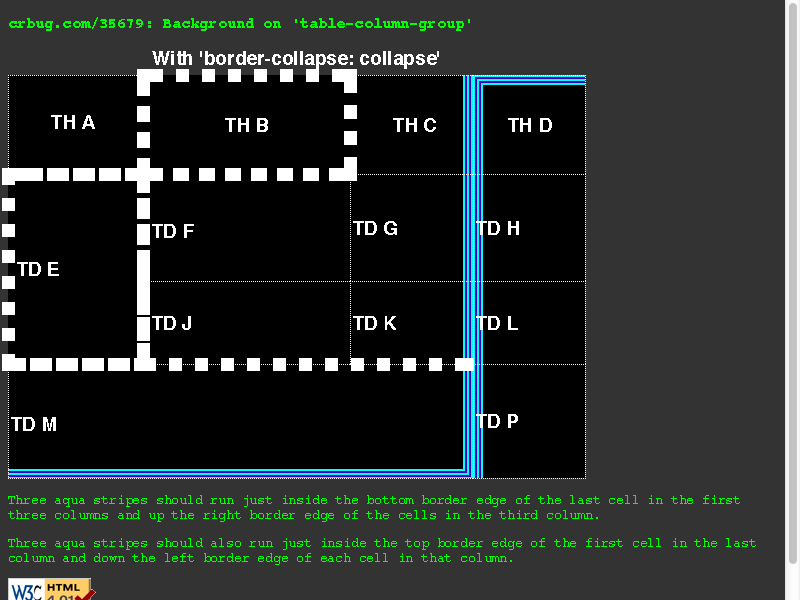 crbug.com/35679: Background on 'table-column-group'
With 'border-collapse: collapse'
TH A
TH B
TH C
TH D
TD E
TD F
TD G
TD H
TD J
TD K
TD L
TD M
TD P
Three aqua stripes should run just inside the bottom border edge of the last cell in the first
three columns and up the right border edge of the cells in the third column.
Three aqua stripes should also run just inside the top border edge of the first cell in the last
column and down the left border edge of each cell in that column.
W3C HTML
4.01